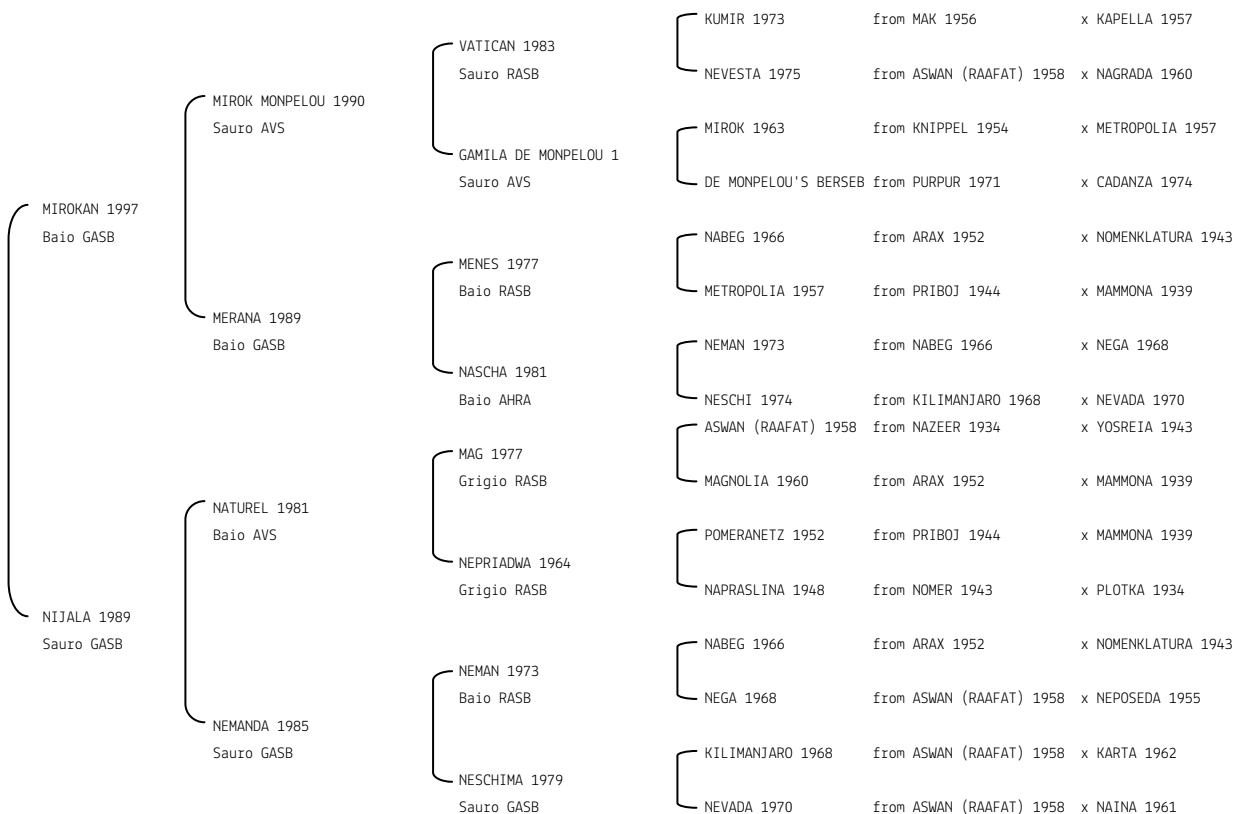 KUMIR 1973 from MAK 1956 x KAPELLA 1957
VATICAN 1983
Sauro RASB
NEVESTA 1975 from ASWAN (RAAFAT) 1958 x NAGRADA 1960
MIROK MONPELOU 1990
Sauro AVS
MIROK 1963 from KNIPPEL 1954 x METROPOLIA 1957
GAMILA DE MONPELOU 1
Sauro AVS
DE MONPELOU'S BERSEB from PURPUR 1971 x CADANZA 1974
MIROKAN 1997
Baio GASB
NABEG 1966 from ARAX 1952 x NOMENKLATURA 1943
MENES 1977
Baio RASB
METROPOLIA 1957 from PRIBOJ 1944 x MAMMONA 1939
MERANA 1989
Baio GASB
NEMAN 1973 from NABEG 1966 x NEGA 1968
NASCHA 1981
Baio AHRA
NESCHI 1974 from KILIMANJARO 1968 x NEVADA 1970
ASWAN (RAAFAT) 1958 from NAZEER 1934 x YOSREIA 1943
MAG 1977
Grigio RASB
MAGNOLIA 1960 from ARAX 1952 x MAMMONA 1939
NATUREL 1981
Baio AVS
POMERANETZ 1952 from PRIBOJ 1944 x MAMMONA 1939
NEPRIADWA 1964
Grigio RASB
NAPRASLINA 1948 from NOMER 1943 x PLOTKA 1934
NIJALA 1989
Sauro GASB
NABEG 1966 from ARAX 1952 x NOMENKLATURA 1943
NEMAN 1973
Baio RASB
NEGA 1968 from ASWAN (RAAFAT) 1958 x NEPOSEDA 1955
NEMANDA 1985
Sauro GASB
KILIMANJARO 1968 from ASWAN (RAAFAT) 1958 x KARTA 1962
NESCHIMA 1979
Sauro GASB
NEVADA 1970 from ASWAN (RAAFAT) 1958 x NAINA 1961